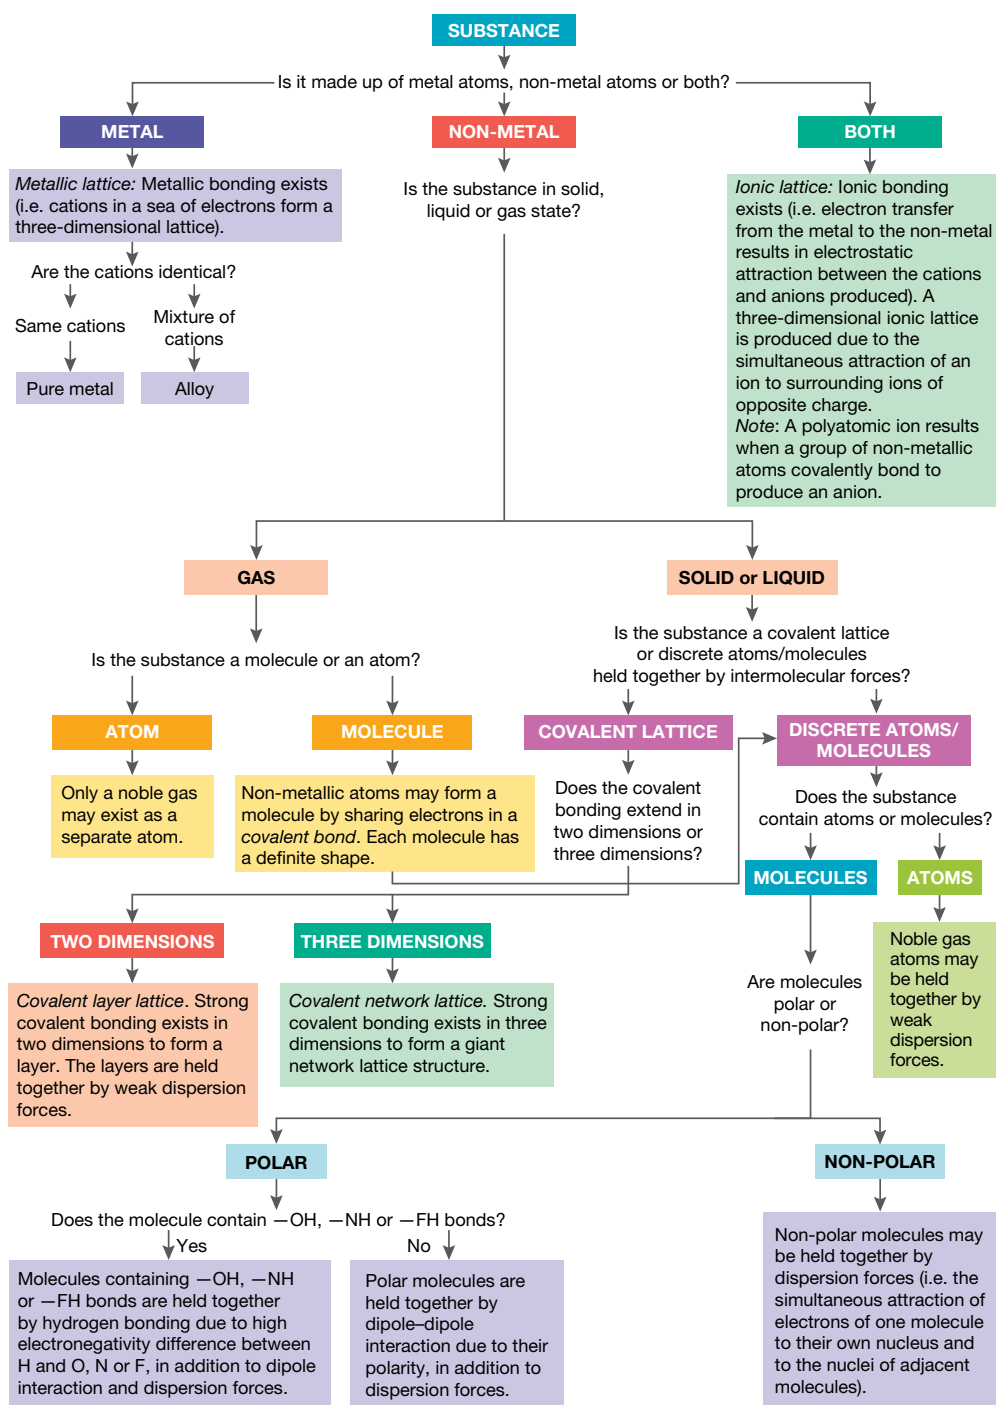 SUBSTANCE
Is it made up of metal atoms, non-metal atoms or both?
METAL
NON-METAL
BOTH
Metallic lattice: Metallic bonding exists
(i.e. cations in a sea of electrons form a
three-dimensional lattice).
Are the cations identical?
Same cations
Mixture of
cations
Pure metal
Alloy
Is the substance in solid,
liquid or gas state?
Ionic lattice: Ionic bonding
exists (i.e. electron transfer
from the metal to the non-metal
results in electrostatic
attraction between the cations
and anions produced). A
three-dimensional ionic lattice
is produced due to the
simultaneous attraction of an
ion to surrounding ions of
opposite charge.
Note: A polyatomic ion results
when a group of non-metallic
atoms covalently bond to
produce an anion.
GAS
SOLID or LIQUID
Is the substance a molecule or an atom?
Is the substance a covalent lattice
or discrete atoms/molecules
held together by intermolecular forces?
ATOM
MOLECULE
COVALENT LATTICE
DISCRETE ATOMS/
MOLECULES
Only a noble gas
may exist as a
separate atom.
Non-metallic atoms may form a
molecule by sharing electrons in a
covalent bond. Each molecule has
a definite shape.
Does the covalent
bonding extend in
two dimensions or
three dimensions?
Does the substance
contain atoms or molecules?
MOLECULES
ATOMS
TWO DIMENSIONS
THREE DIMENSIONS
Covalent layer lattice. Strong
covalent bonding exists in
two dimensions to form a
layer. The layers are held
together by weak dispersion
forces.
Covalent network lattice. Strong
covalent bonding exists in three
dimensions to form a giant
network lattice structure.
Are molecules
polar or
non-polar?
Noble gas
atoms may
be held
together by
weak
dispersion
forces.
POLAR
NON-POLAR
Does the molecule contain —OH, —NH or —FH bonds?
Yes
No
Molecules containing —OH, —NH
or —FH bonds are held together
by hydrogen bonding due to high
electronegativity difference between
H and O, N or F, in addition to dipole
interaction and dispersion forces.
Polar molecules are
held together by
dipole–dipole
interaction due to their
polarity, in addition to
dispersion forces.
Non-polar molecules may
be held together by
dispersion forces (i.e. the
simultaneous attraction of
electrons of one molecule
to their own nucleus and
to the nuclei of adjacent
molecules).